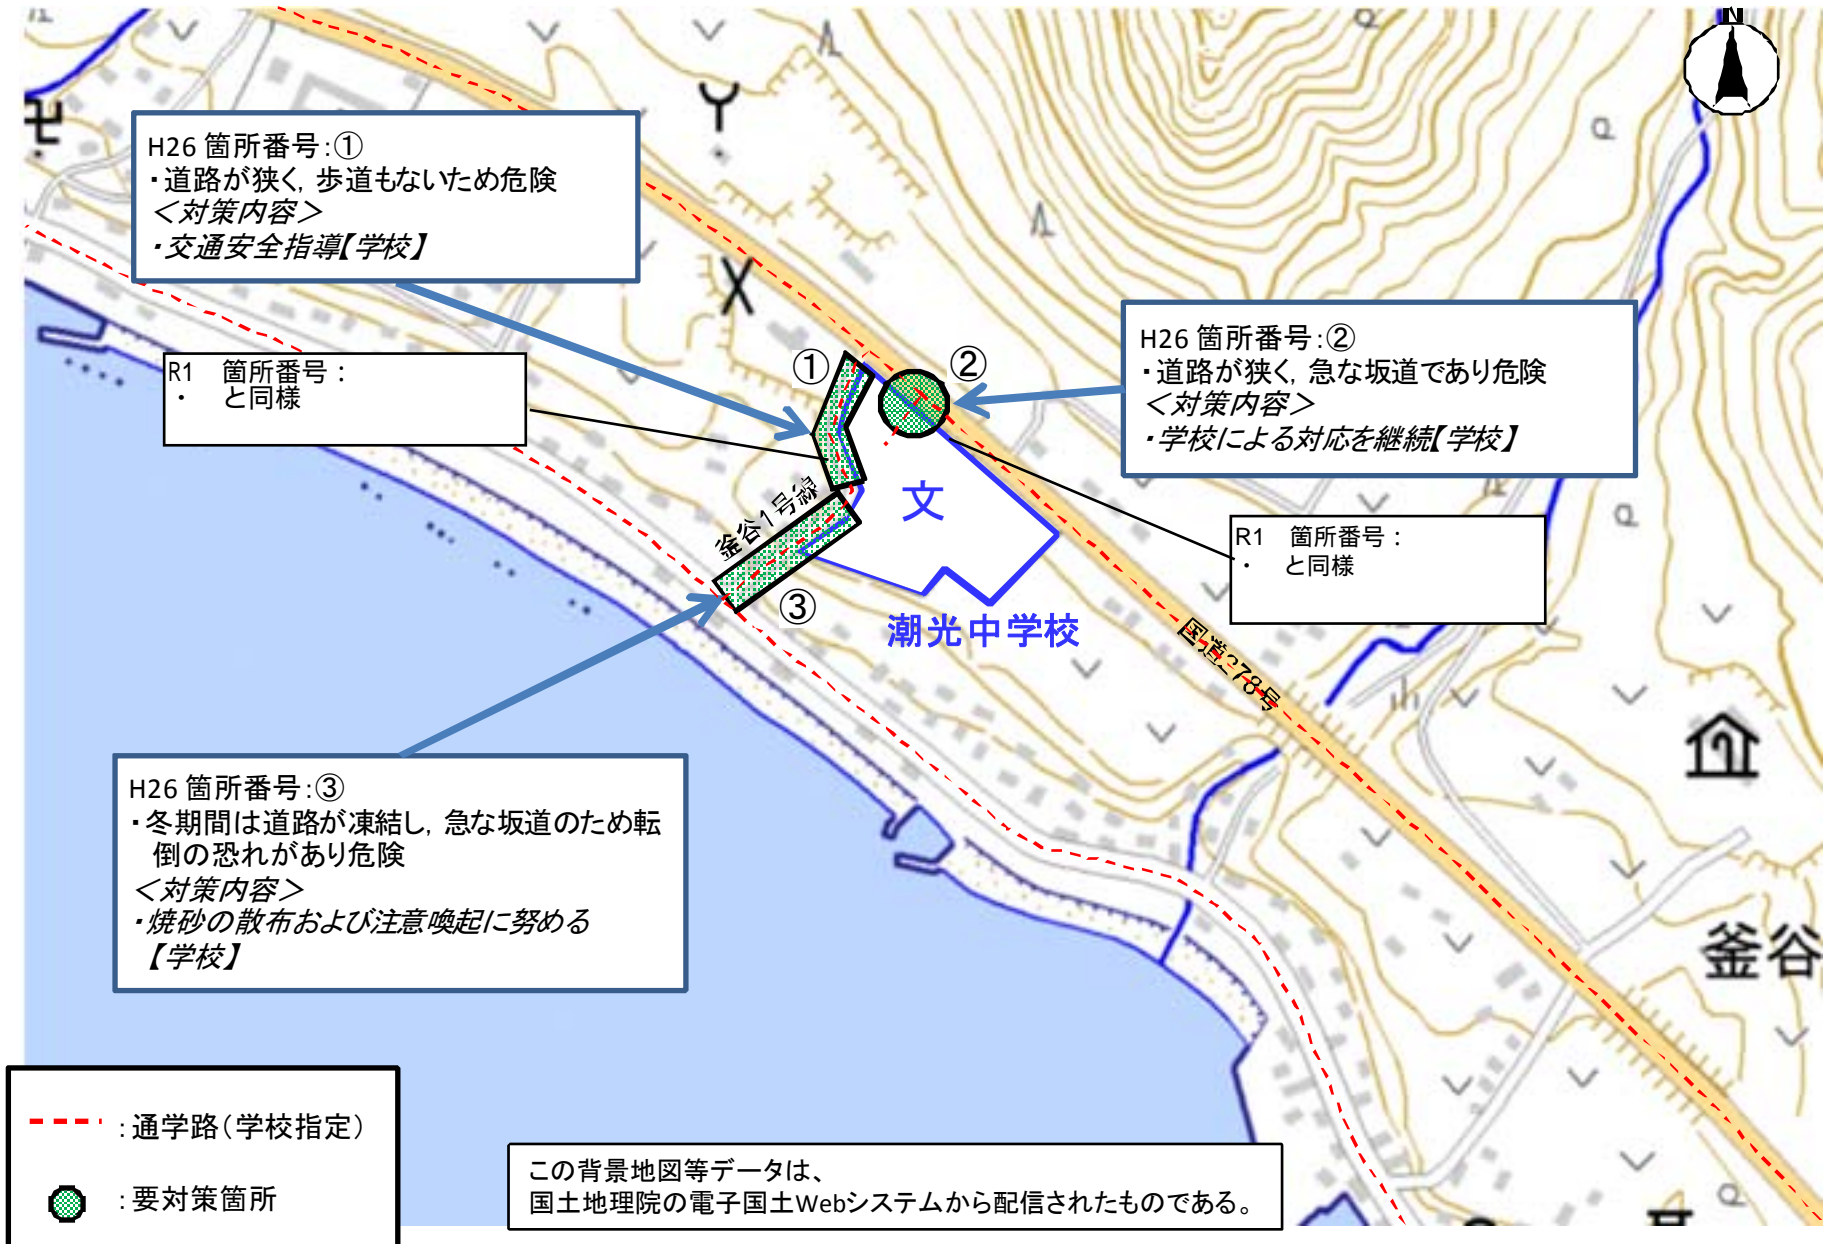 N
H26 箇所番号:①
・道路が狭く,歩道もないため危険
＜対策内容＞
・交通安全指導【学校】
R1　箇所番号：
・　と同様
①
②
H26 箇所番号:②
・道路が狭く,急な坂道であり危険
＜対策内容＞
・学校による対応を継続【学校】
R1　箇所番号：
・　と同様
文
釜谷1号線
③
潮光中学校
国道278号
H26 箇所番号:③
・冬期間は道路が凍結し,急な坂道のため転
倒の恐れがあり危険
＜対策内容＞
・焼砂の散布および注意喚起に努める
【学校】
釜谷
：通学路（学校指定）
：要対策箇所
この背景地図等データは、
国土地理院の電子国土Webシステムから配信されたものである。